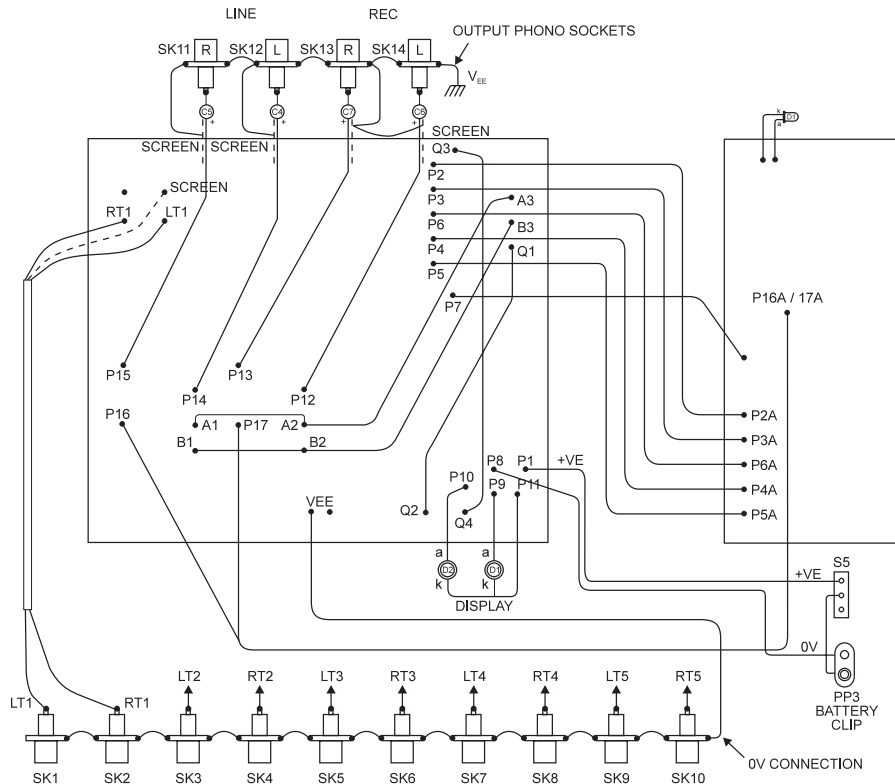 LINE
REC
OUTPUT PHONO SOCKETS
SK11
R
SK12
L
SK13
R
SK14
L
VEE
C5
+
C4
C7
+
C6
+
SCREEN
SCREEN
SCREEN
k
a
D1
Q3
P2
SCREEN
P3
A3
RT1
LT1
P6
B3
P4
Q1
P5
P7
P16A / 17A
P15
P13
P14
P12
P16
A1
P17
A2
P2A
B1
B2
P3A
P8
P1
+VE
P6A
P10
P9
P11
P4A
VEE
Q2
Q4
P5A
a
a
D2
D1
k
k
DISPLAY
S5
+VE
0V
PP3
BATTERY
CLIP
LT1
RT1
LT2
RT2
LT3
RT3
LT4
RT4
LT5
RT5
0V CONNECTION
SK1
SK2
SK3
SK4
SK5
SK6
SK7
SK8
SK9
SK10